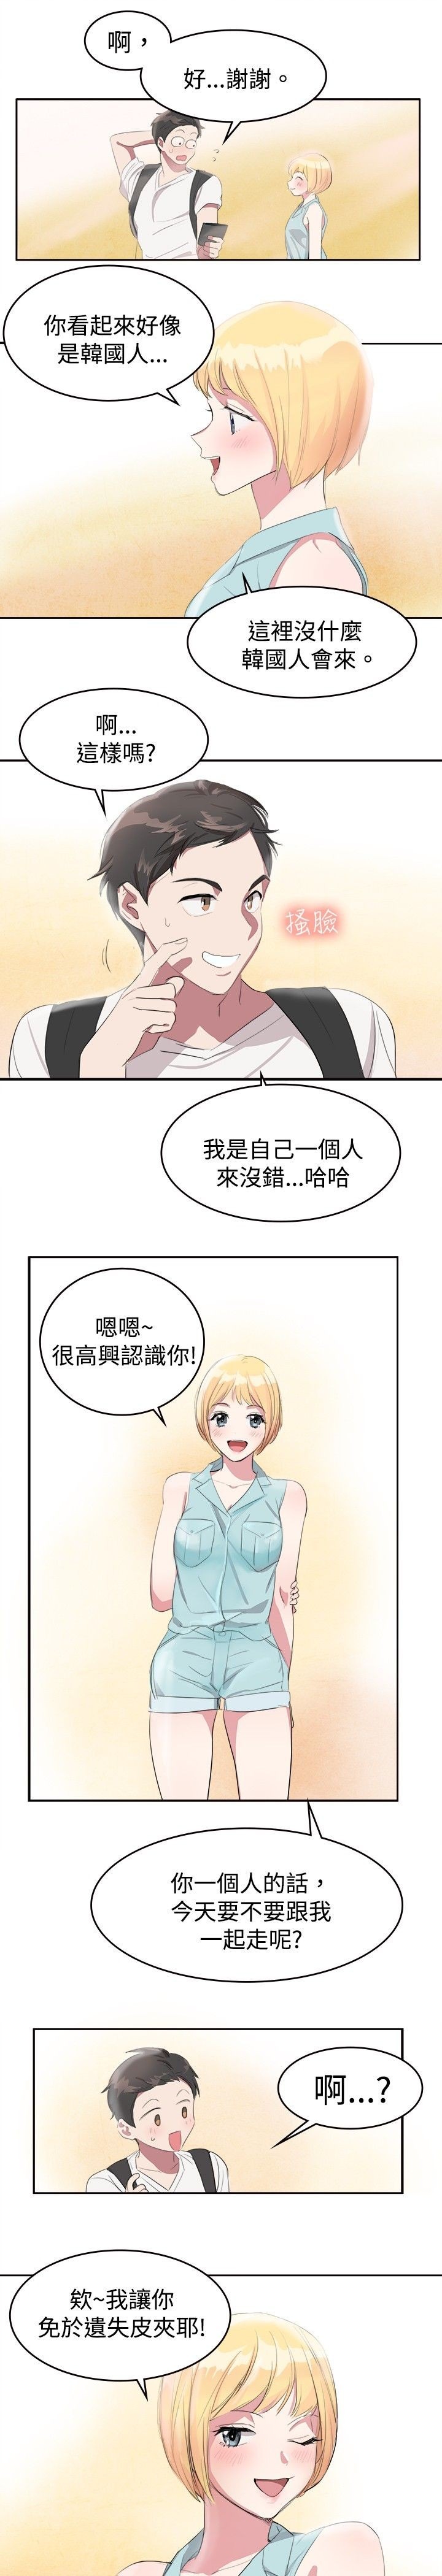 啊，
好...謝謝。
你看起來好像
是韓國人...
這裡沒什麼
韓國人會來。
啊...
這樣嗎?
搔臉
我是自己一個人
來沒錯...哈哈
嗯嗯~
很高興認識你!
你一個人的話，
今天要不要跟我
一起走呢?
啊...?
欸~我讓你
免於遺失皮夾耶!